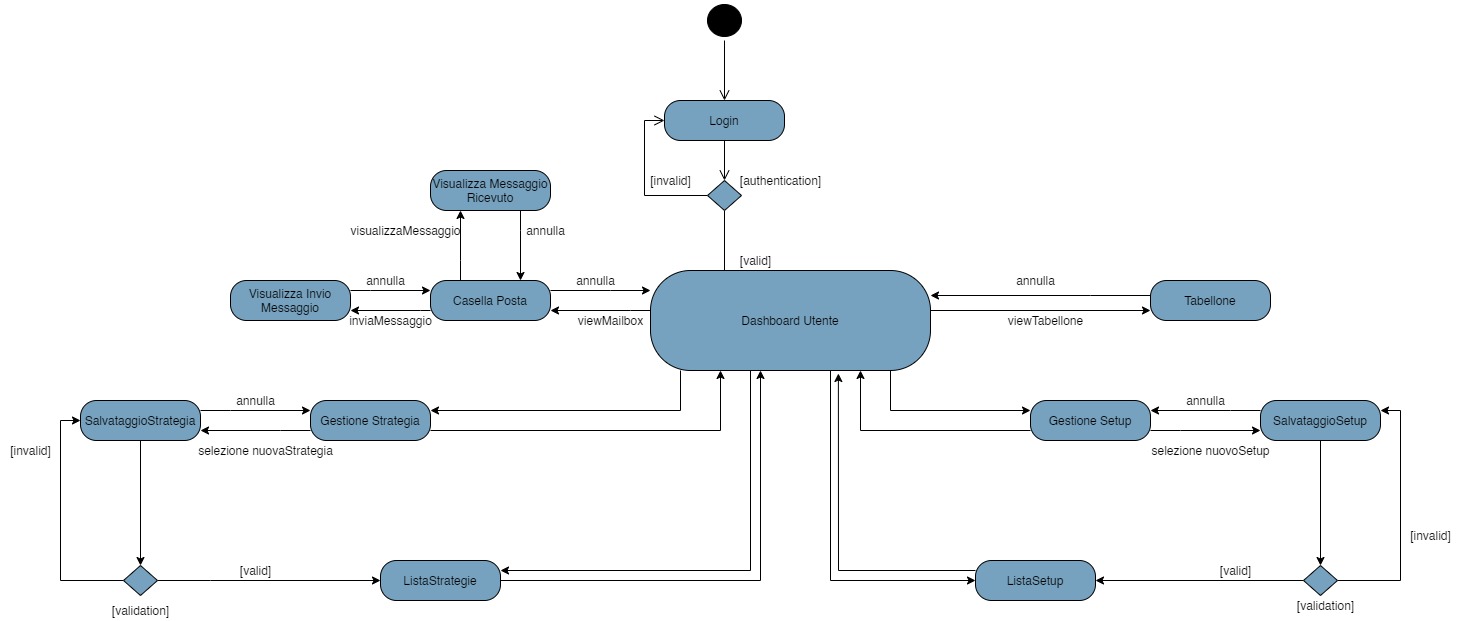 Login
[invalid]
[authentication]
Visualizza Messaggio
Ricevuto
visualizzaMessaggio
annulla
[valid]
annulla
annulla
annulla
Visualizza Invio
Messaggio
Casella Posta
Tabellone
inviaMessaggio
viewMailbox
Dashboard Utente
viewTabellone
annulla
annulla
SalvataggioStrategia
Gestione Strategia
Gestione Setup
SalvataggioSetup
[invalid]
selezione nuovaStrategia
selezione nuovoSetup
[invalid]
[valid]
ListaStrategie
ListaSetup
[valid]
[validation]
[validation]